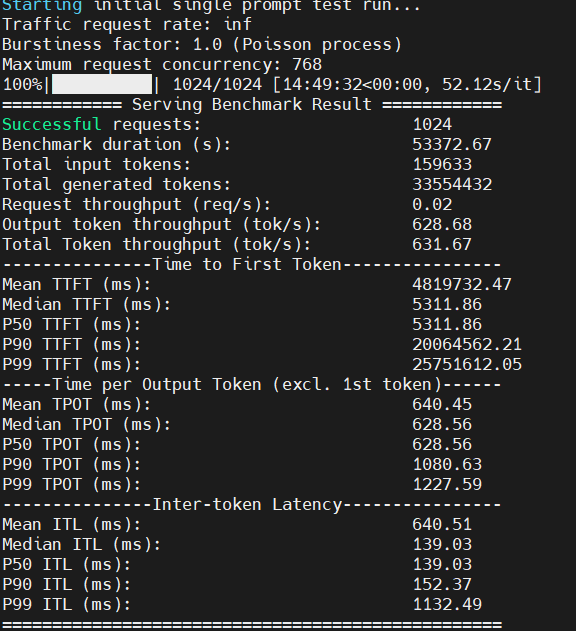 Starting initial single prompt test run...
Traffic request rate: inf
Burstiness factor: 1.0 (Poisson process)
Maximum request concurrency: 768
100%|██████████| 1024/1024 [14:49:32<00:00, 52.12s/it]
============ Serving Benchmark Result ============
Successful requests: 1024
Benchmark duration (s): 53372.67
Total input tokens: 159633
Total generated tokens: 33554432
Request throughput (req/s): 0.02
Output token throughput (tok/s): 628.68
Total Token throughput (tok/s): 631.67
---------------Time to First Token----------------
Mean TTFT (ms): 4819732.47
Median TTFT (ms): 5311.86
P50 TTFT (ms): 5311.86
P90 TTFT (ms): 20064562.21
P99 TTFT (ms): 25751612.05
-----Time per Output Token (excl. 1st token)------
Mean TPOT (ms): 640.45
Median TPOT (ms): 628.56
P50 TPOT (ms): 628.56
P90 TPOT (ms): 1080.63
P99 TPOT (ms): 1227.59
---------------Inter-token Latency----------------
Mean ITL (ms): 640.51
Median ITL (ms): 139.03
P50 ITL (ms): 139.03
P90 ITL (ms): 152.37
P99 ITL (ms): 1132.49
==================================================